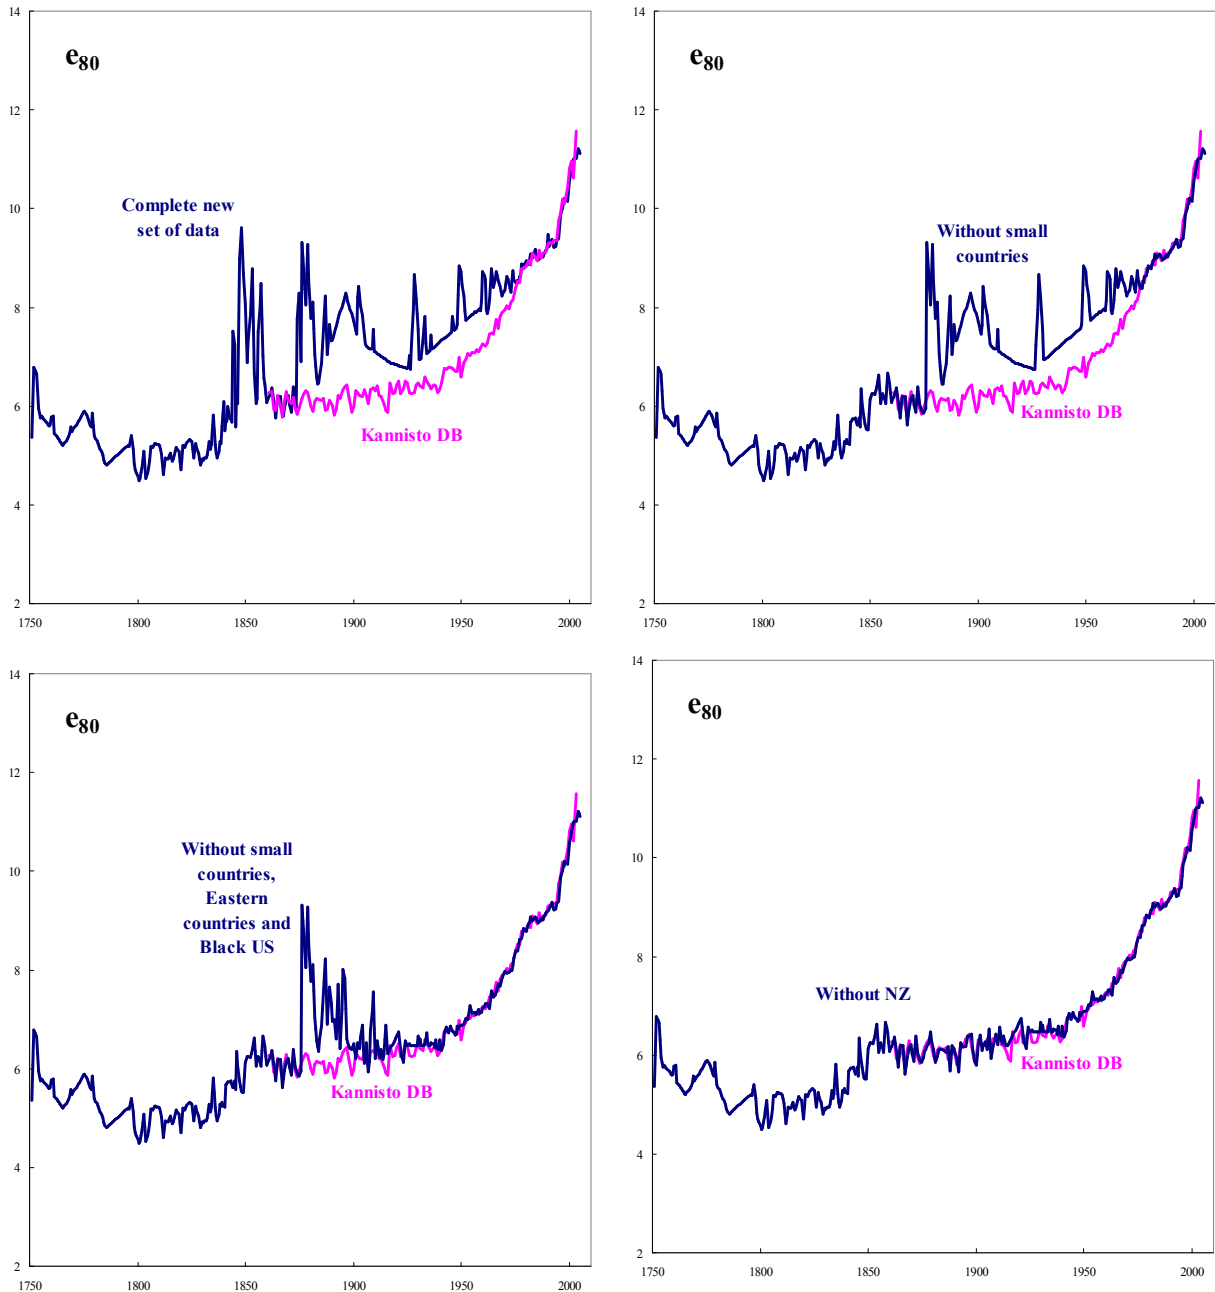 14
12
10
8
6
4
2
e80
Complete new
set of data
Kannisto DB
1750 1800 1850 1900 1950 2000
14
12
10
8
6
4
2
e80
Without small
countries
Kannisto DB
1750 1800 1850 1900 1950 2000
14
12
10
8
6
4
2
e80
Without small
countries,
Eastern
countries and
Black US
Kannisto DB
1750 1800 1850 1900 1950 2000
14
12
10
8
6
4
2
e80
Without NZ
Kannisto DB
1750 1800 1850 1900 1950 2000